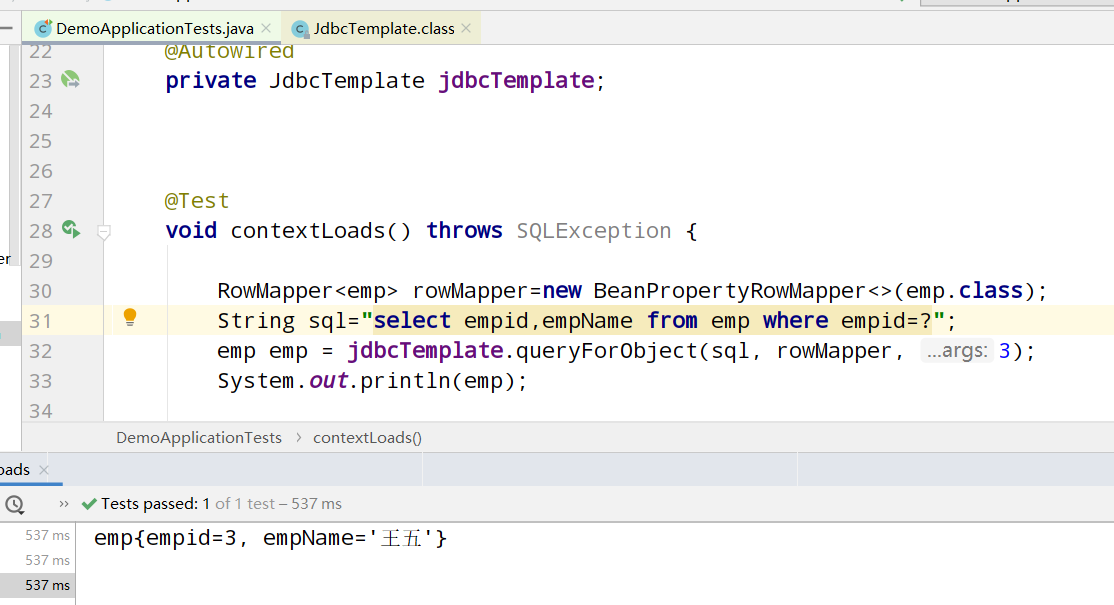 DemoApplicationTests.java JdbcTemplate.class
22 @Autowired
23 private JdbcTemplate jdbcTemplate;
24
25
26
27 @Test
28 void contextLoads() throws SQLException {
29
30 RowMapper<emp> rowMapper=new BeanPropertyRowMapper<>(emp.class);
31 String sql="select empid,empName from emp where empid=?";
32 emp emp = jdbcTemplate.queryForObject(sql, rowMapper, ...args: 3);
33 System.out.println(emp);
34
DemoApplicationTests › contextLoads()
oads
» Tests passed: 1 of 1 test – 537 ms
537 ms emp{empid=3, empName='王五'}
537 ms
537 ms